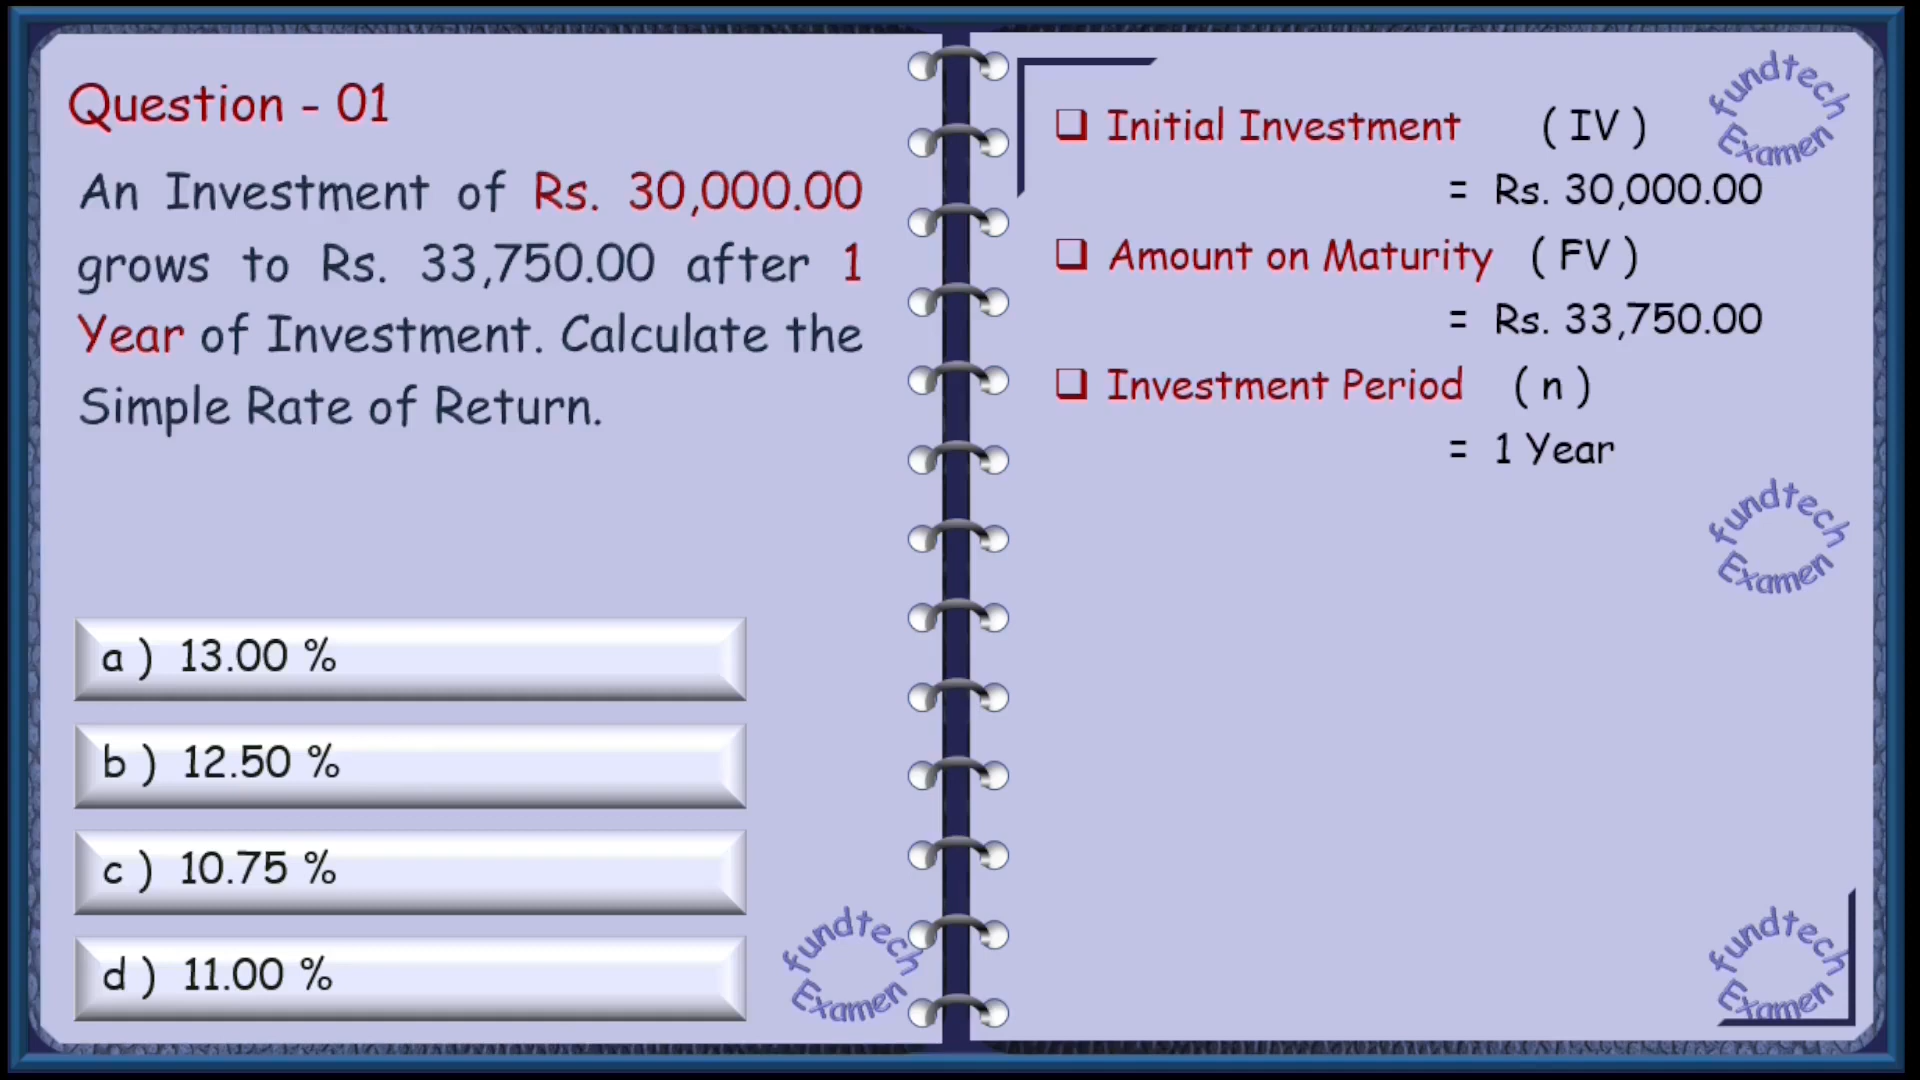 Question - 01
An Investment of Rs. 30,000.00
grows to Rs. 33,750.00 after 1
Year of Investment. Calculate the
Simple Rate of Return.
a ) 13.00 %
b ) 12.50 %
c ) 10.75 %
d ) 11.00 %
fundtech
Examen
❑ Initial Investment ( IV )
= Rs. 30,000.00
❑ Amount on Maturity ( FV )
= Rs. 33,750.00
❑ Investment Period ( n )
= 1 Year
fundtech
Examen
fundtech
Examen
fundtech
Examen